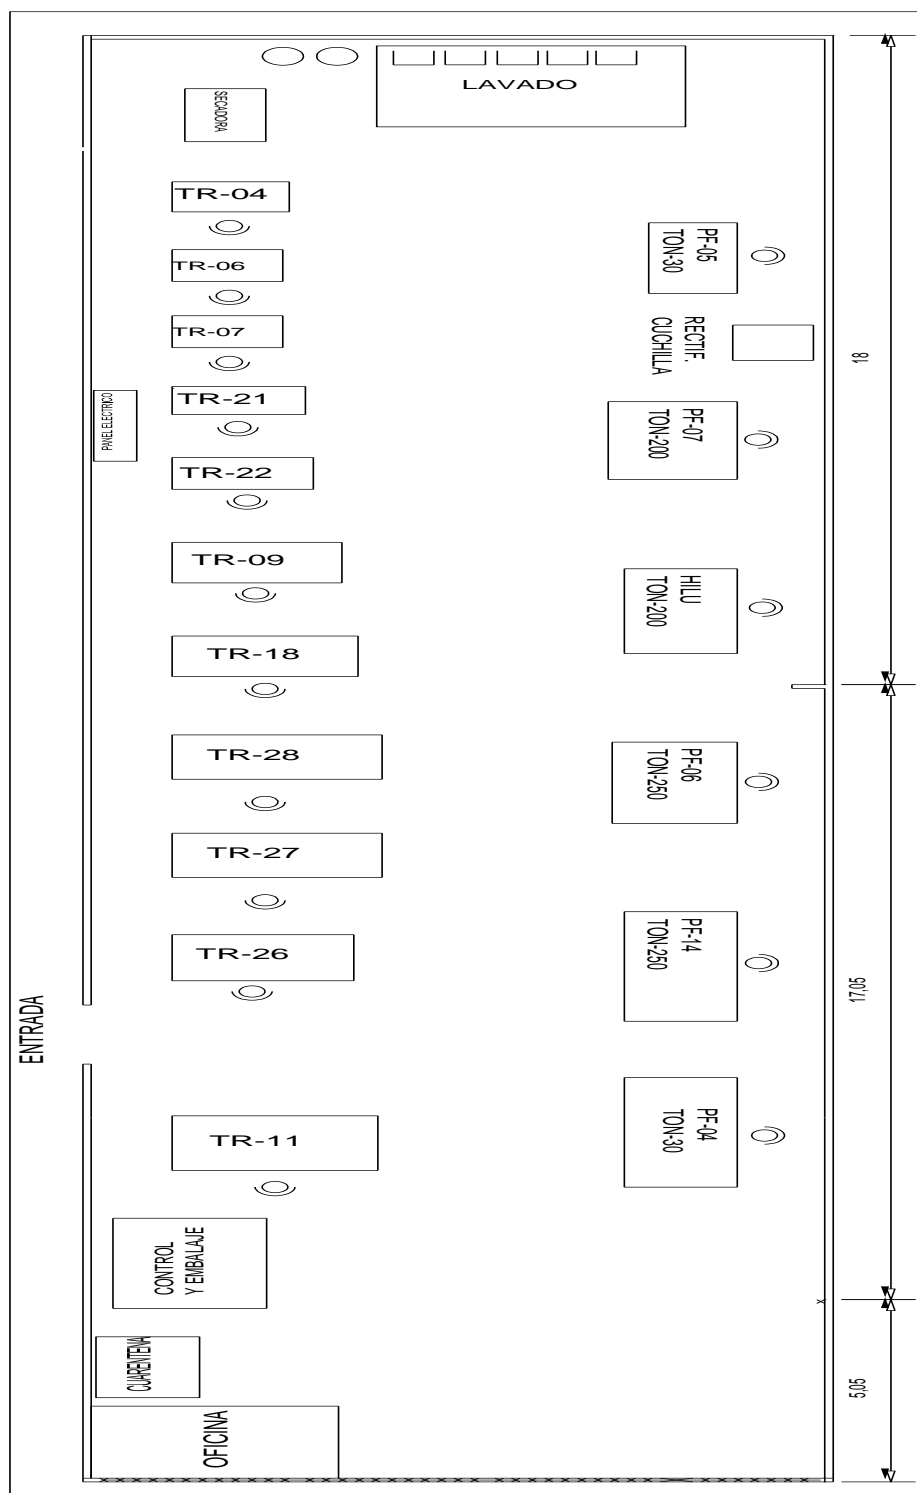 LAVADO
SECADORA
TR-04
TR-06
TR-07
TR-21
PANEL ELECTRICO
TR-22
TR-09
TR-18
TR-28
TR-27
TR-26
ENTRADA
TR-11
CONTROL
Y EMBALAJE
CUARENTENA
OFICINA
PF-05
TON-30
RECTIF.
CUCHILLA
PF-07
TON-200
HILU
TON-200
PF-06
TON-250
PF-14
TON-250
PF-04
TON-30
18
17,05
5,05